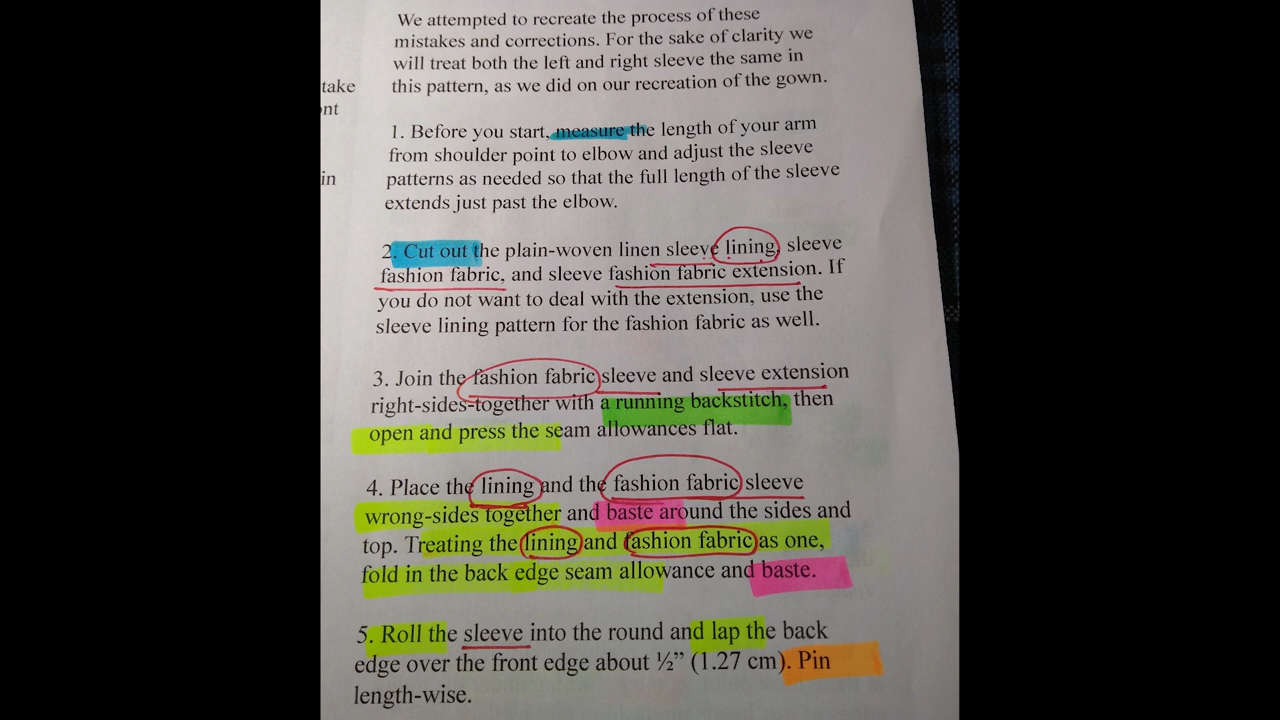 We attempted to recreate the process of these
mistakes and corrections. For the sake of clarity we
will treat both the left and right sleeve the same in
this pattern, as we did on our recreation of the gown.
take
nt
in
1. Before you start, measure the length of your arm
from shoulder point to elbow and adjust the sleeve
patterns as needed so that the full length of the sleeve
extends just past the elbow.
2. Cut out the plain-woven linen sleeve lining, sleeve
fashion fabric, and sleeve fashion fabric extension. If
you do not want to deal with the extension, use the
sleeve lining pattern for the fashion fabric as well.
3. Join the fashion fabric sleeve and sleeve extension
right-sides-together with a running backstitch, then
open and press the seam allowances flat.
4. Place the lining and the fashion fabric sleeve
wrong-sides together and baste around the sides and
top. Treating the lining and fashion fabric as one,
fold in the back edge seam allowance and baste.
5. Roll the sleeve into the round and lap the back
edge over the front edge about ½” (1.27 cm). Pin
length-wise.